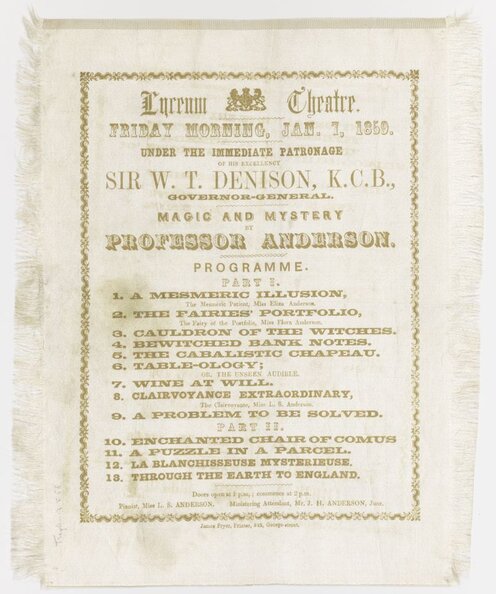 Lyceum Theatre.
FRIDAY MORNING, JAN. 7, 1859.
UNDER THE IMMEDIATE PATRONAGE
OF HIS EXCELLENCY
SIR W. T. DENISON, K.C.B.,
GOVERNOR-GENERAL.
MAGIC AND MYSTERY
BY
PROFESSOR ANDERSON.
PROGRAMME.
PART I.
1. A MESMERIC ILLUSION,
The Mesmeric Patient, Miss Eliza Anderson.
2. THE FAIRIES' PORTFOLIO,
The Fairy of the Portfolio, Miss Flora Anderson.
3. CAULDRON OF THE WITCHES.
4. BEWITCHED BANK NOTES.
5. THE CABALISTIC CHAPEAU.
6. TABLE-OLOGY;
OR, THE UNSEEN AUDIBLE.
7. WINE AT WILL.
8. CLAIRVOYANCE EXTRAORDINARY,
The Clairvoyante, Miss L. S. Anderson.
9. A PROBLEM TO BE SOLVED.
PART II.
10. ENCHANTED CHAIR OF COMUS
11. A PUZZLE IN A PARCEL.
12. LA BLANCHISSEUSE MYSTERIEUSE.
13. THROUGH THE EARTH TO ENGLAND.
Doors open at 1 p.m.; commence at 2 p.m.
Pianist, Miss L. S. ANDERSON. Ministering Attendant, Mr. J. H. ANDERSON, Junr.
James Fryer, Printer, George-street.